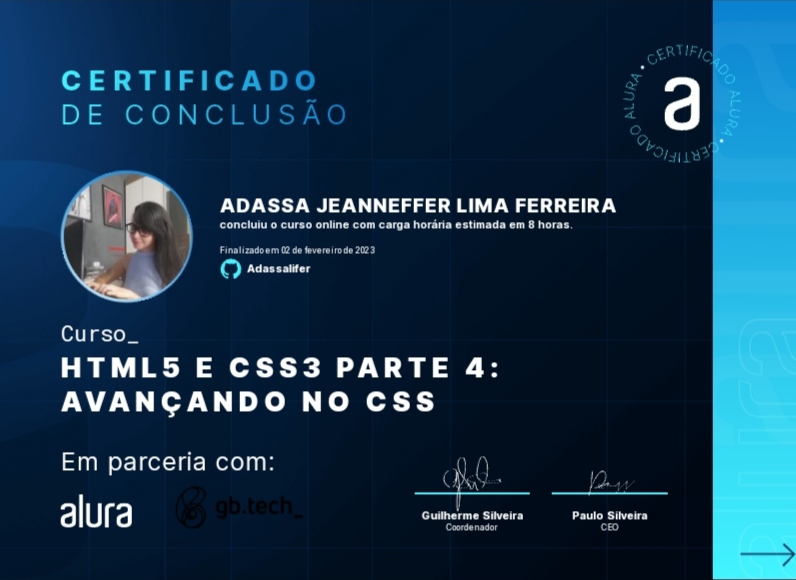 CERTIFICADO
DE CONCLUSÃO
CERTIFICADO ALURA • CERTIFICADO ALURA •
a
ADASSA JEANNEFFER LIMA FERREIRA
concluiu o curso online com carga horária estimada em 8 horas.
Finalizado em 02 de fevereiro de 2023
Adassalifer
Curso_
HTML5 E CSS3 PARTE 4:
AVANÇANDO NO CSS
Em parceria com:
alura
gb.tech_
Guilherme Silveira
Coordenador
Paulo Silveira
CEO
alura